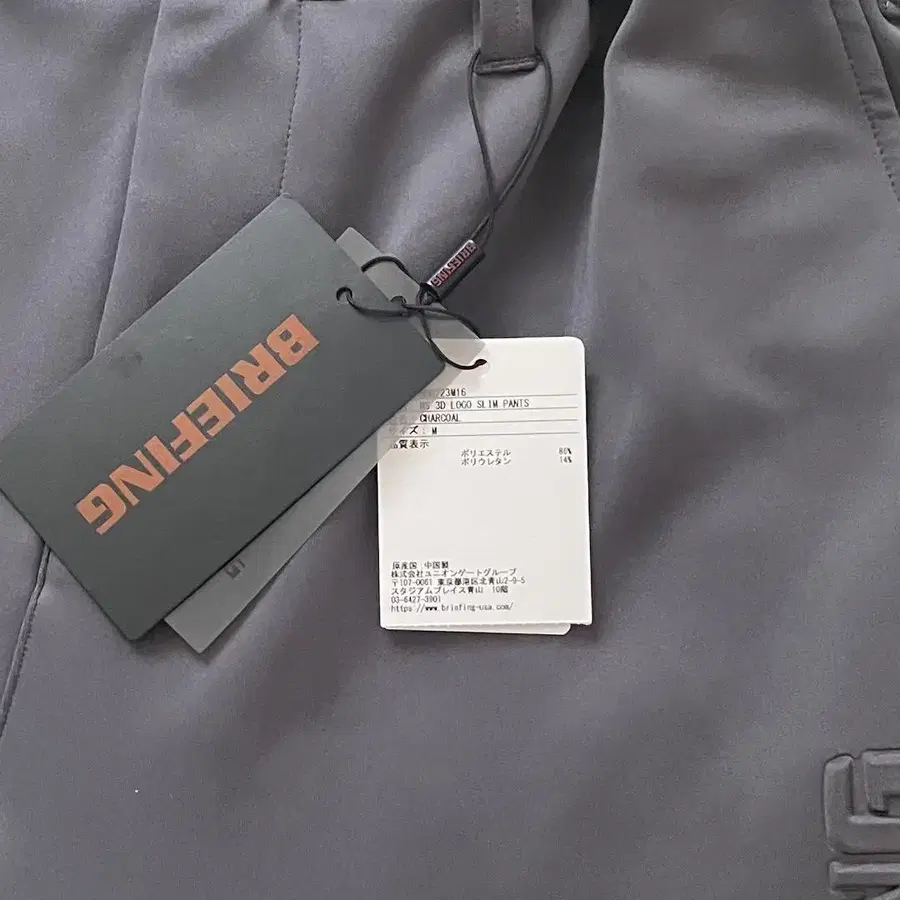 BRIEFING
BRIEFING
23M16
3D LOGO SLIM PANTS
CHARCOAL
サイズ: M
品質表示
ポリエステル 86%
ポリウレタン 14%
原産国:中国製
株式会社ユニオンゲートグループ
〒107-0061 東京都港区北青山2-9-5
スタジアムプレイス青山 10階
03-6427-3901
https://www.briefing-usa.com/